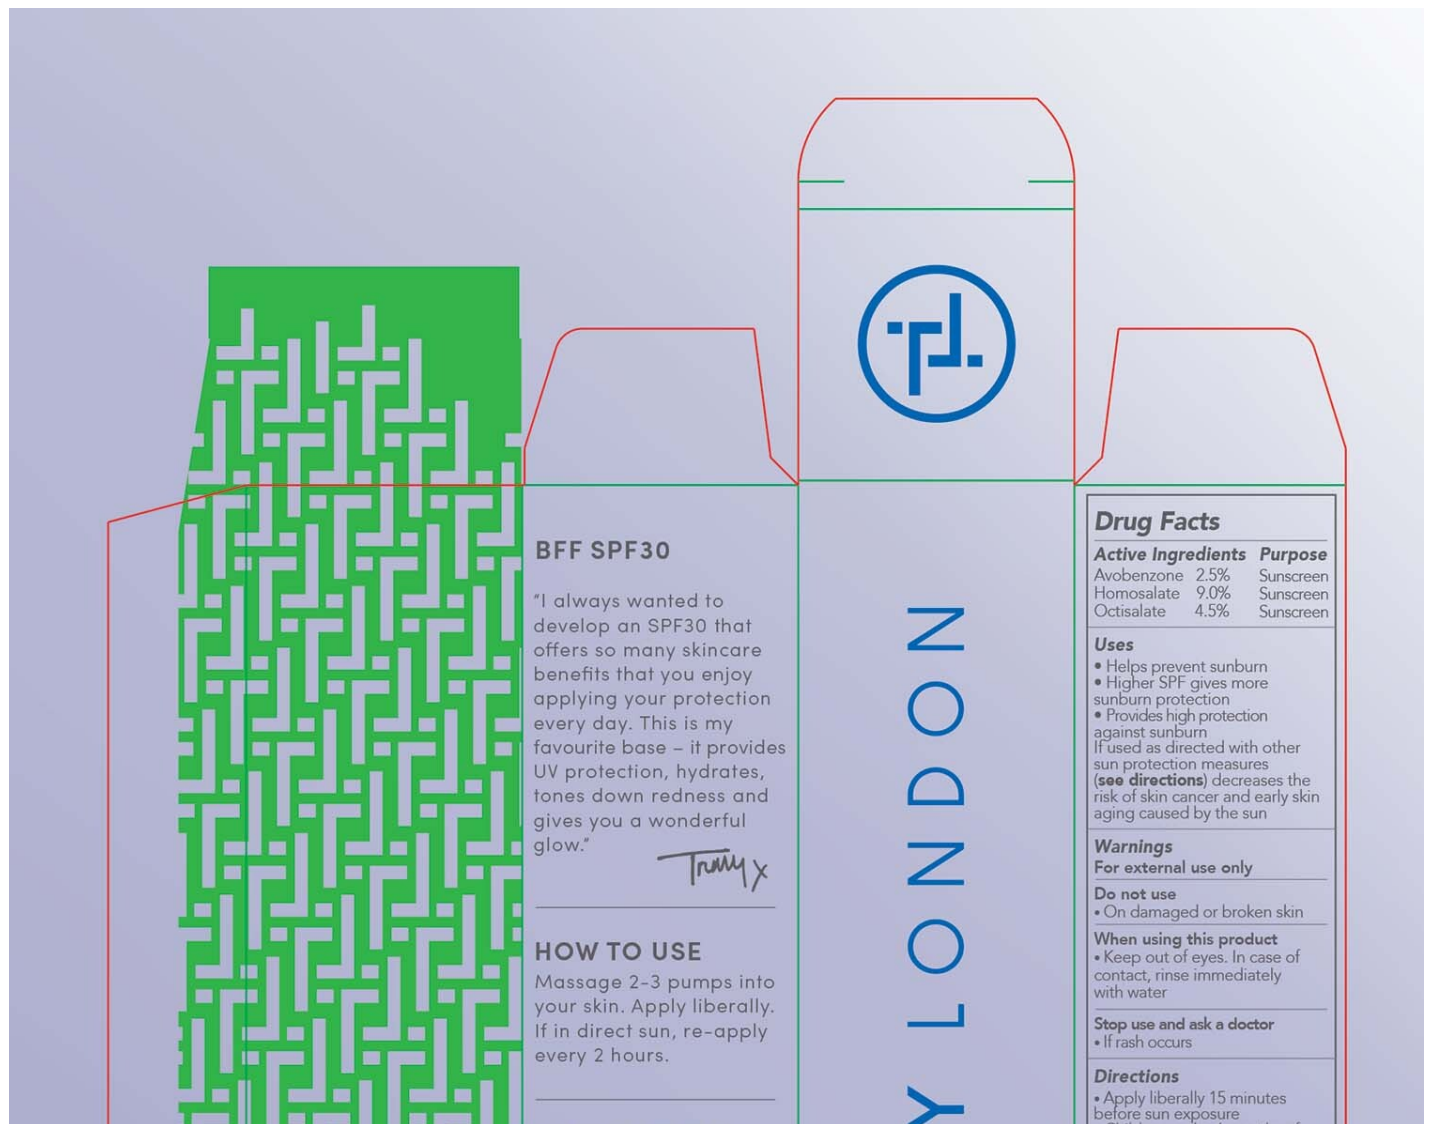 BFF SPF30
"I always wanted to
develop an SPF30 that
offers so many skincare
benefits that you enjoy
applying your protection
every day. This is my
favourite base – it provides
UV protection, hydrates,
tones down redness and
gives you a wonderful
glow."
Tracy x
HOW TO USE
Massage 2-3 pumps into
your skin. Apply liberally.
If in direct sun, re-apply
every 2 hours.
Y LONDON
Drug Facts
Active Ingredients Purpose
Avobenzone 2.5% Sunscreen
Homosalate 9.0% Sunscreen
Octisalate 4.5% Sunscreen
Uses
• Helps prevent sunburn
• Higher SPF gives more
sunburn protection
• Provides high protection
against sunburn
If used as directed with other
sun protection measures
(see directions) decreases the
risk of skin cancer and early skin
aging caused by the sun
Warnings
For external use only
Do not use
• On damaged or broken skin
When using this product
• Keep out of eyes. In case of
contact, rinse immediately
with water
Stop use and ask a doctor
• If rash occurs
Directions
• Apply liberally 15 minutes
before sun exposure